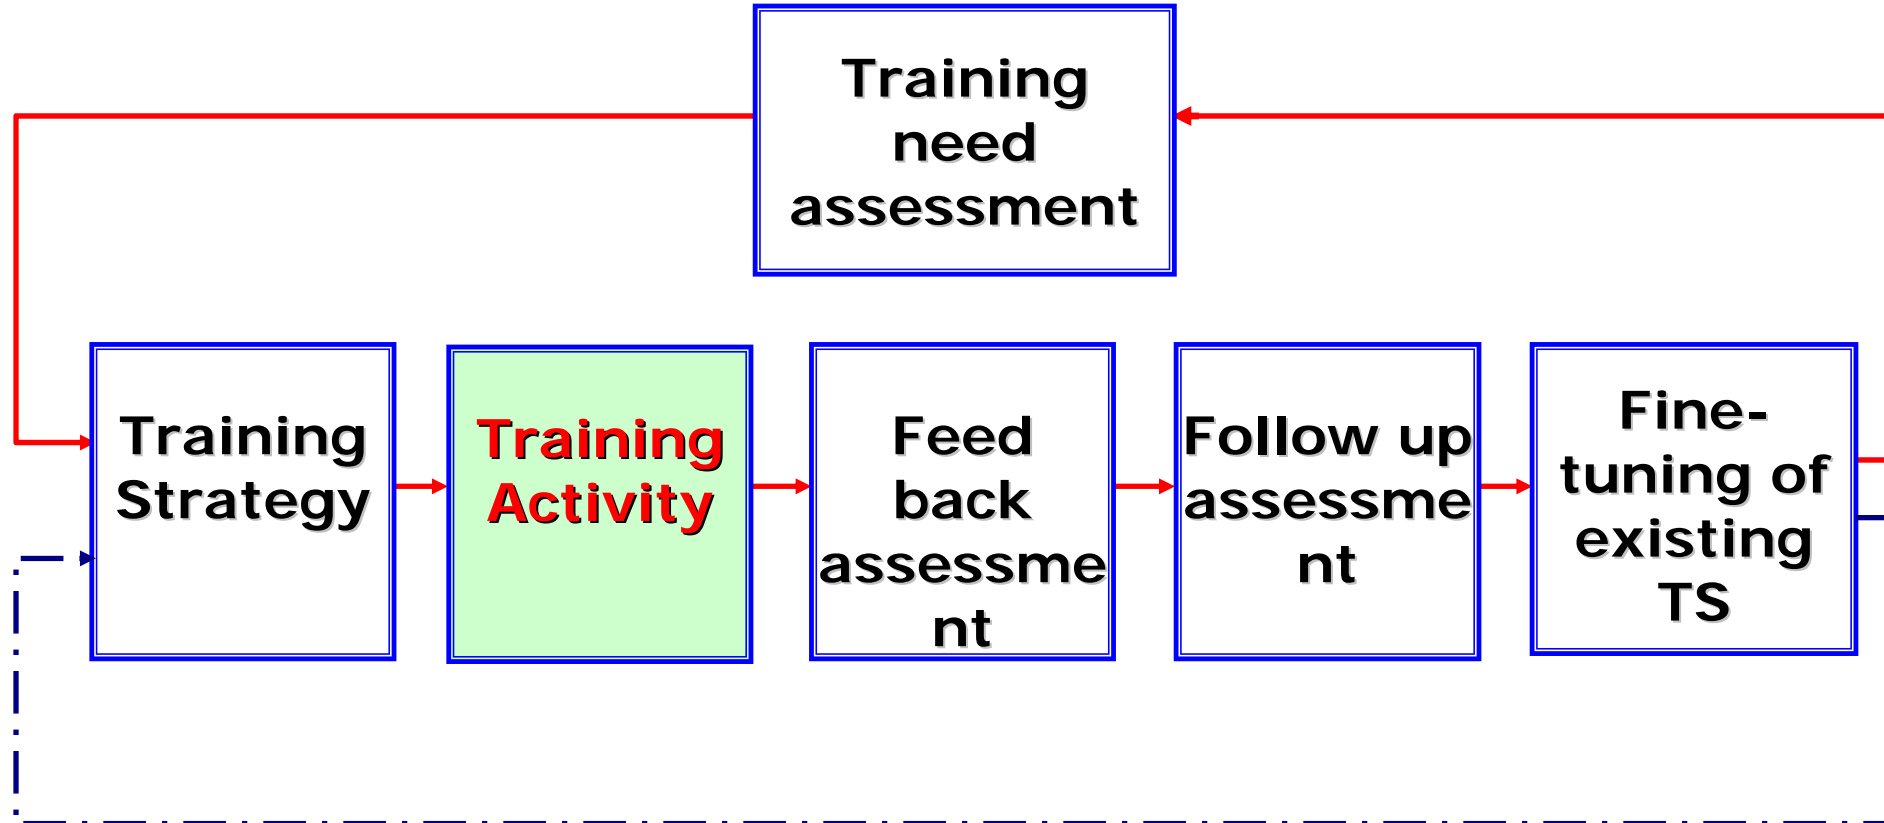 Training
need
assessment
Training
Strategy
Training
Activity
Feed
back
assessme
nt
Follow up
assessme
nt
Fine-
tuning of
existing
TS